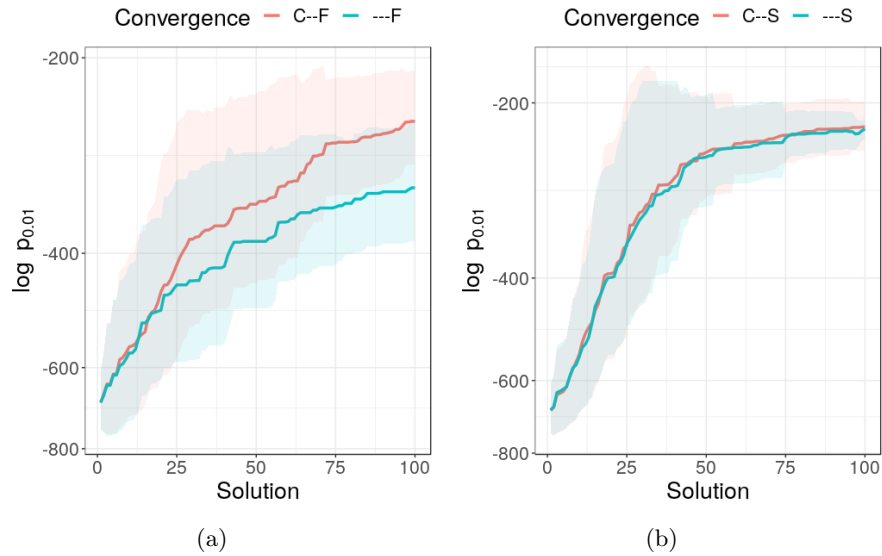 Convergence C--F ---F
-200
-400
-600
-800
log p0.01
0 25 50 75 100
Solution
(a)
Convergence C--S ---S
-200
-400
-600
-800
log p0.01
0 25 50 75 100
Solution
(b)